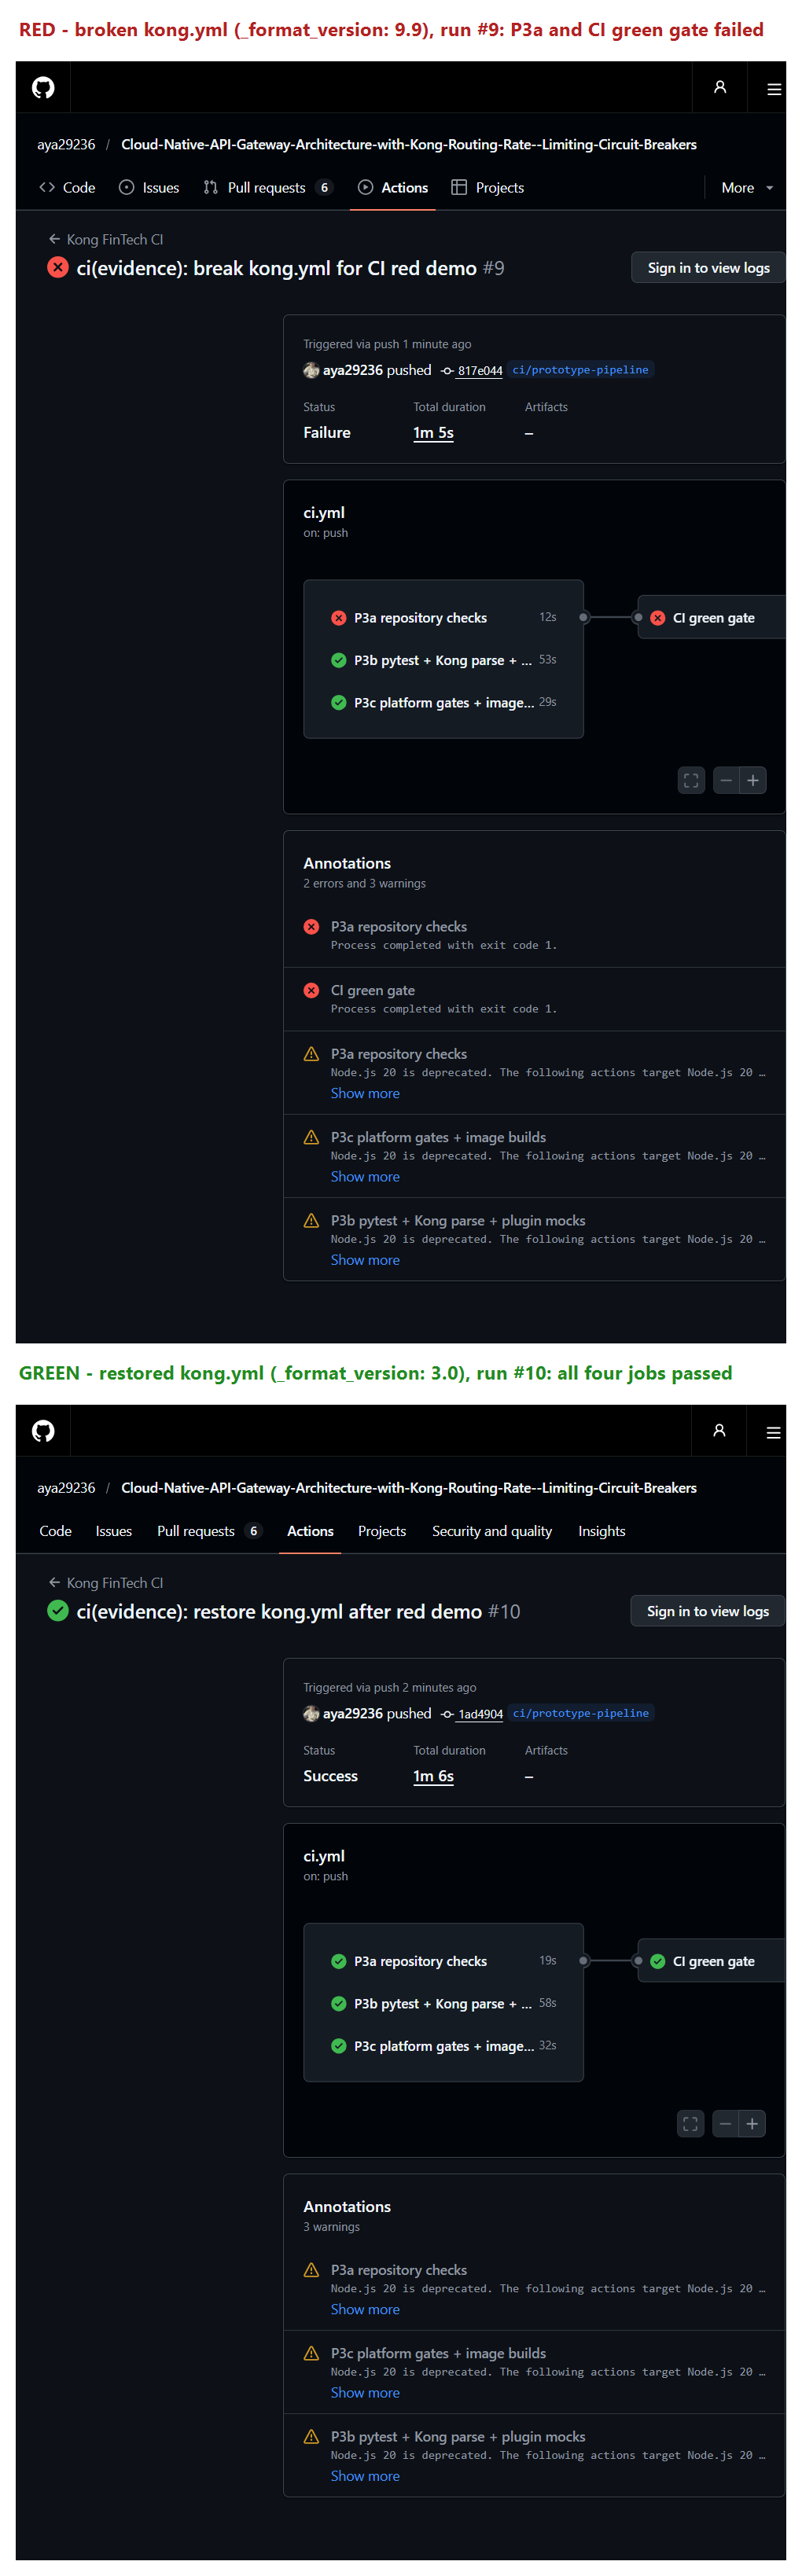 RED - broken kong.yml (_format_version: 9.9), run #9: P3a and CI green gate failed
aya29236 / Cloud-Native-API-Gateway-Architecture-with-Kong-Routing-Rate--Limiting-Circuit-Breakers
Code Issues Pull requests 6 Actions Projects More
Kong FinTech CI
ci(evidence): break kong.yml for CI red demo #9
Sign in to view logs
Triggered via push 1 minute ago
aya29236 pushed 817e044 ci/prototype-pipeline
Status Total duration Artifacts
Failure 1m 5s –
ci.yml
on: push
P3a repository checks 12s
CI green gate
P3b pytest + Kong parse + ... 53s
P3c platform gates + image... 29s
Annotations
2 errors and 3 warnings
P3a repository checks
Process completed with exit code 1.
CI green gate
Process completed with exit code 1.
P3a repository checks
Node.js 20 is deprecated. The following actions target Node.js 20 …
Show more
P3c platform gates + image builds
Node.js 20 is deprecated. The following actions target Node.js 20 …
Show more
P3b pytest + Kong parse + plugin mocks
Node.js 20 is deprecated. The following actions target Node.js 20 …
Show more
GREEN - restored kong.yml (_format_version: 3.0), run #10: all four jobs passed
aya29236 / Cloud-Native-API-Gateway-Architecture-with-Kong-Routing-Rate--Limiting-Circuit-Breakers
Code Issues Pull requests 6 Actions Projects Security and quality Insights
Kong FinTech CI
ci(evidence): restore kong.yml after red demo #10
Sign in to view logs
Triggered via push 2 minutes ago
aya29236 pushed 1ad4904 ci/prototype-pipeline
Status Total duration Artifacts
Success 1m 6s –
ci.yml
on: push
P3a repository checks 19s
CI green gate
P3b pytest + Kong parse + ... 58s
P3c platform gates + image... 32s
Annotations
3 warnings
P3a repository checks
Node.js 20 is deprecated. The following actions target Node.js 20 …
Show more
P3c platform gates + image builds
Node.js 20 is deprecated. The following actions target Node.js 20 …
Show more
P3b pytest + Kong parse + plugin mocks
Node.js 20 is deprecated. The following actions target Node.js 20 …
Show more